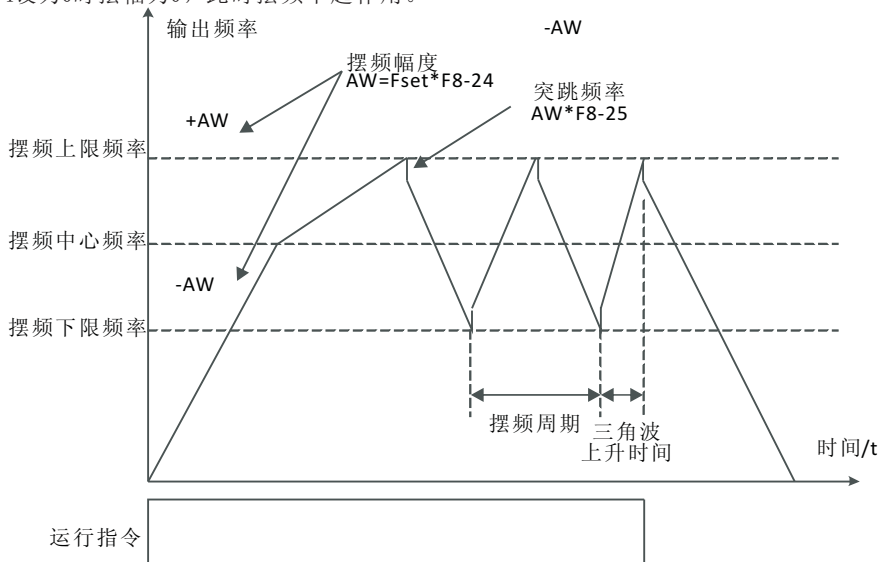 输出频率
-AW
摆频幅度
AW=Fset*F8-24
突跳频率
AW*F8-25
+AW
摆频上限频率
摆频中心频率
-AW
摆频下限频率
摆频周期
三角波
上升时间
时间/t
运行指令